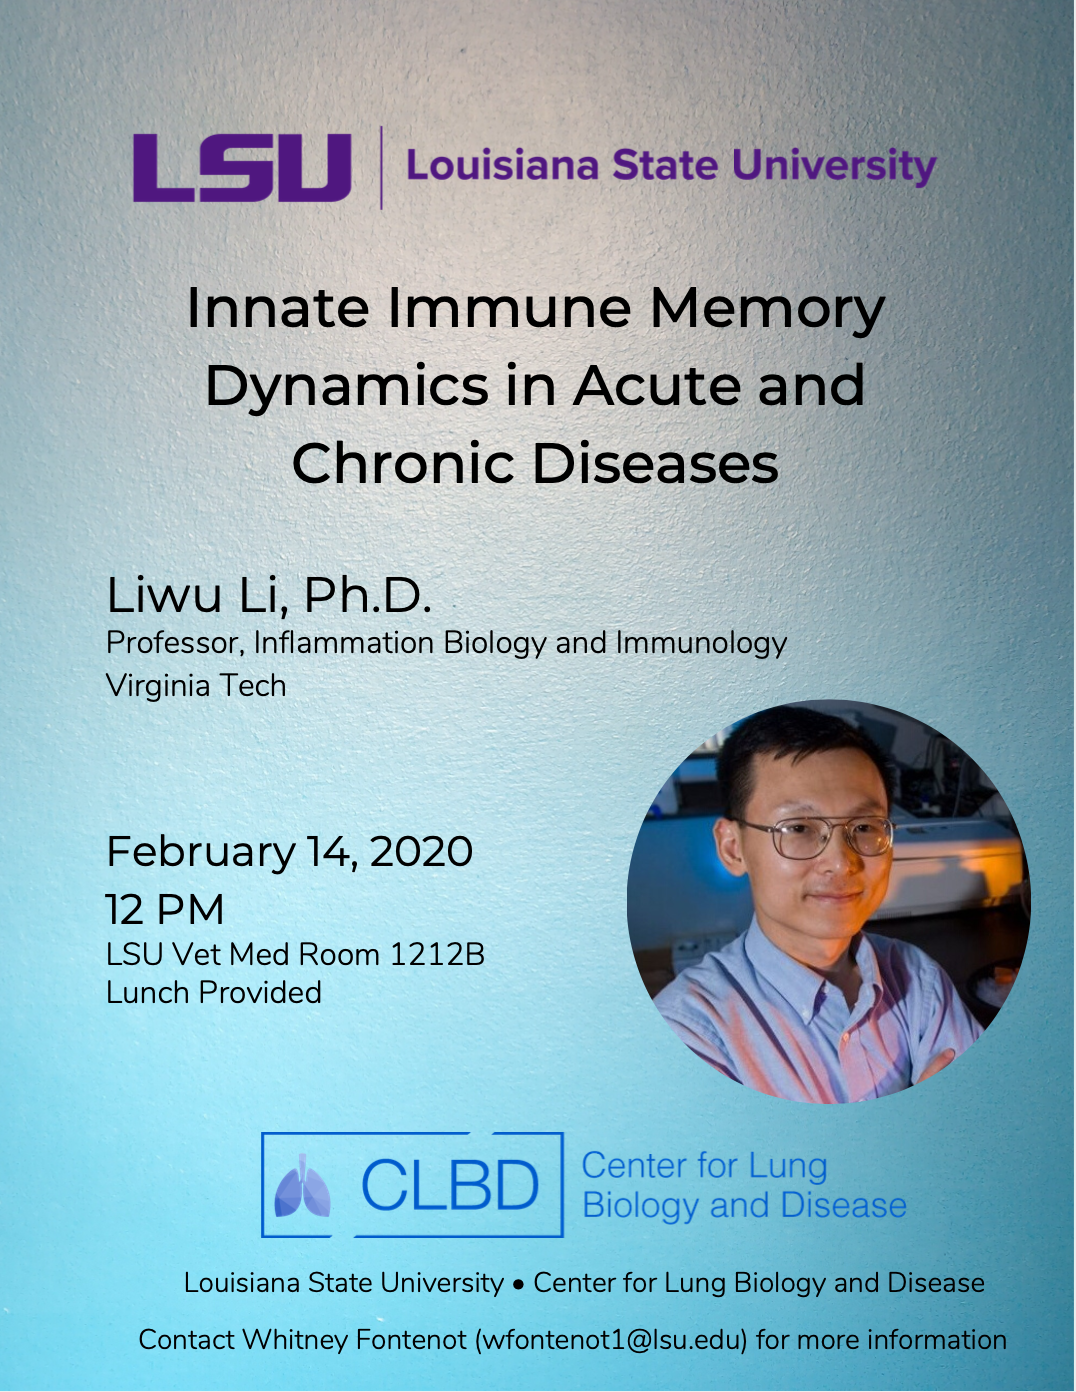 LSU | Louisiana State University
Innate Immune Memory
Dynamics in Acute and
Chronic Diseases
Liwu Li, Ph.D.
Professor, Inflammation Biology and Immunology
Virginia Tech
February 14, 2020
12 PM
LSU Vet Med Room 1212B
Lunch Provided
CLBD
Center for Lung
Biology and Disease
Louisiana State University • Center for Lung Biology and Disease
Contact Whitney Fontenot (wfontenot1@lsu.edu) for more information